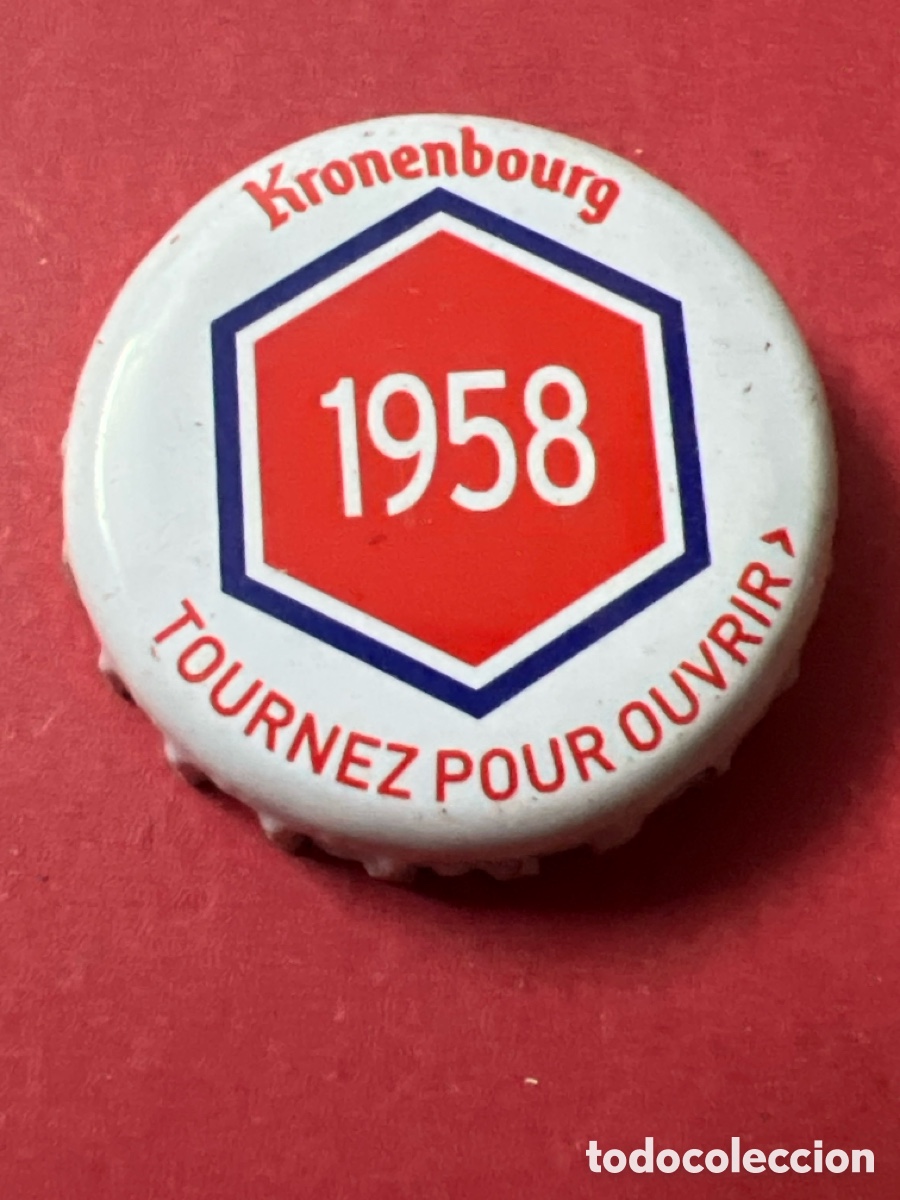 Kronenbourg
1958
TOURNEZ POUR OUVRIR >
todocoleccion